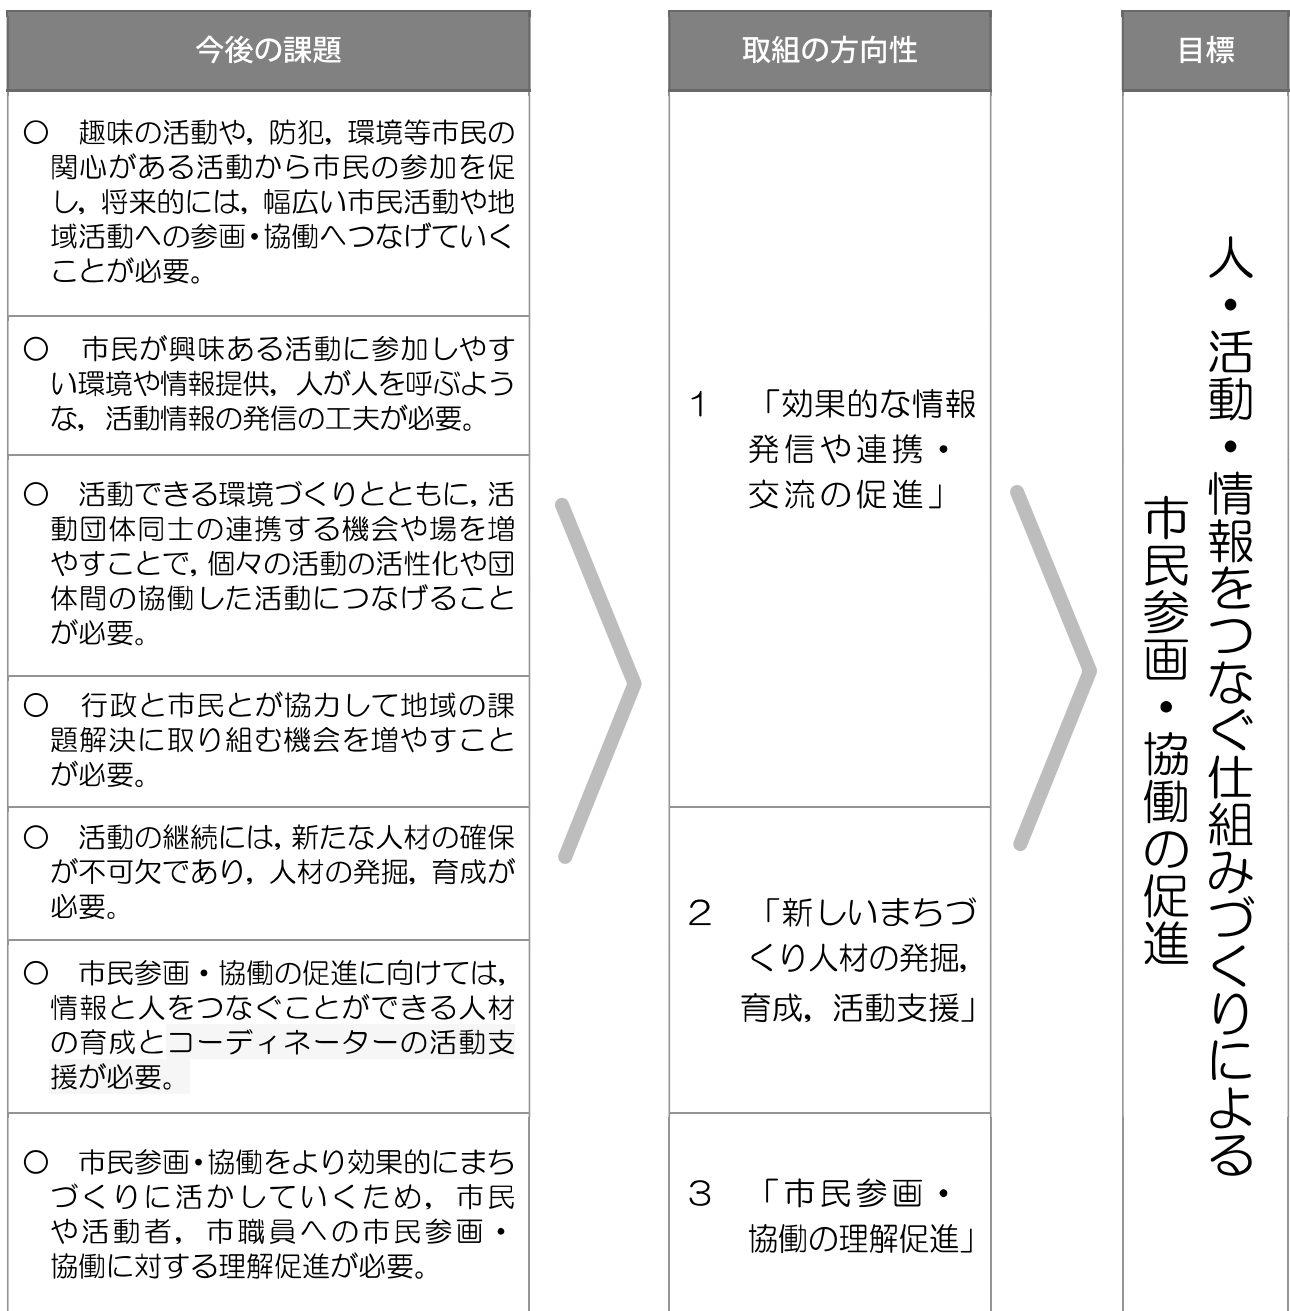 今後の課題
○　趣味の活動や，防犯，環境等市民の
関心がある活動から市民の参加を促
し，将来的には，幅広い市民活動や地
域活動への参画・協働へつなげていく
ことが必要。
○　市民が興味ある活動に参加しやす
い環境や情報提供，人が人を呼ぶよう
な，活動情報の発信の工夫が必要。
○　活動できる環境づくりとともに，活
動団体同士の連携する機会や場を増
やすことで，個々の活動の活性化や団
体間の協働した活動につなげること
が必要。
○　行政と市民とが協力して地域の課
題解決に取り組む機会を増やすこと
が必要。
○　活動の継続には，新たな人材の確保
が不可欠であり，人材の発掘，育成が
必要。
○　市民参画・協働の促進に向けては，
情報と人をつなぐことができる人材
の育成とコーディネーターの活動支
援が必要。
○　市民参画・協働をより効果的にまち
づくりに活かしていくため，市民
や活動者，市職員への市民参画・
協働に対する理解促進が必要。
取組の方向性
１　「効果的な情報
発信や連携・
交流の促進」
２　「新しいまちづ
くり人材の発掘，
育成，活動支援」
３　「市民参画・
協働の理解促進」
目標
人・活動・情報をつなぐ仕組みづくりによる
市民参画・協働の促進